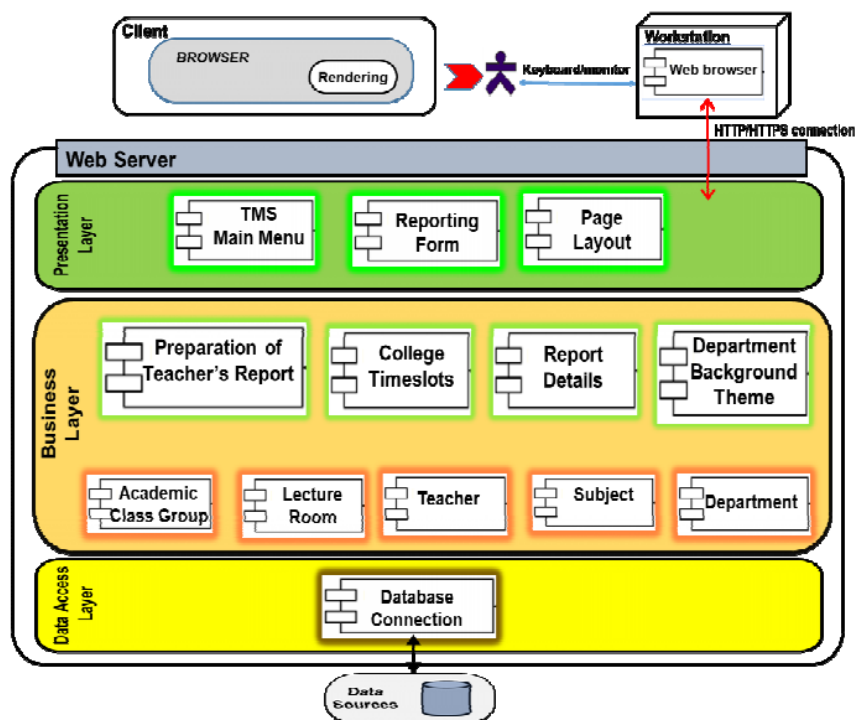 Client
BROWSER
Rendering
Keyboard/monitor
Workstation
Web browser
HTTP/HTTPS connection
Web Server
Presentation
Layer
TMS
Main Menu
Reporting
Form
Page
Layout
Business
Layer
Preparation of
Teacher's Report
College
Timeslots
Report
Details
Department
Background
Theme
Academic
Class Group
Lecture
Room
Teacher
Subject
Department
Data Access
Layer
Database
Connection
Data
Sources